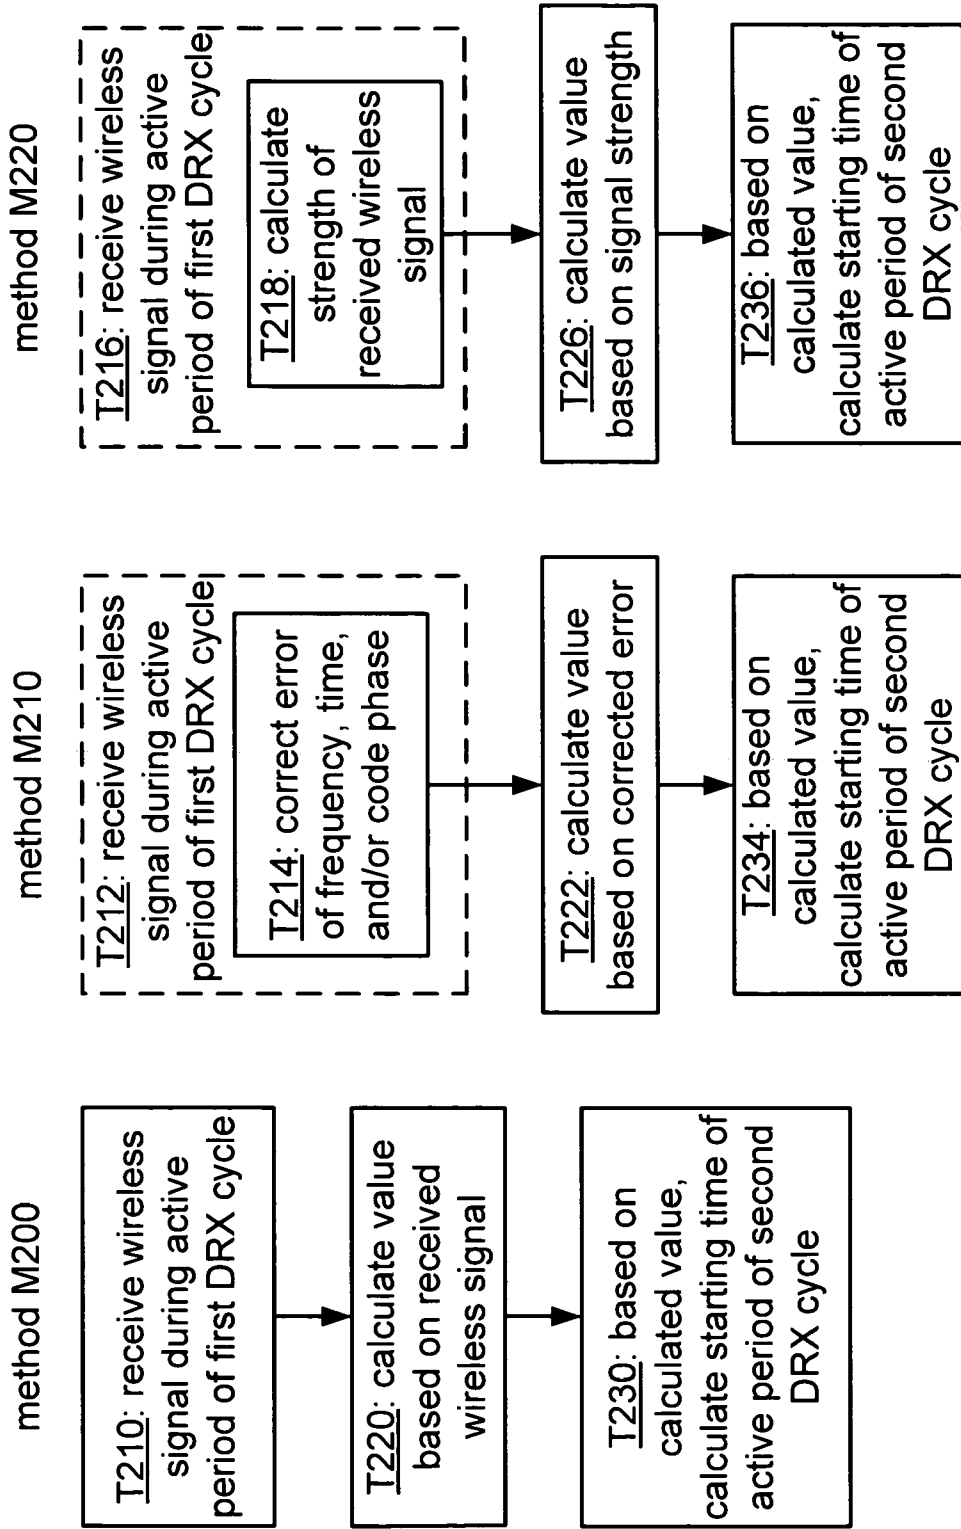 method M200
T210: receive wireless
signal during active
period of first DRX cycle
T220: calculate value
based on received
wireless signal
T230: based on
calculated value,
calculate starting time of
active period of second
DRX cycle
method M210
T212: receive wireless
signal during active
period of first DRX cycle
T214: correct error
of frequency, time,
and/or code phase
T222: calculate value
based on corrected error
T234: based on
calculated value,
calculate starting time of
active period of second
DRX cycle
method M220
T216: receive wireless
signal during active
period of first DRX cycle
T218: calculate
strength of
received wireless
signal
T226: calculate value
based on signal strength
T236: based on
calculated value,
calculate starting time of
active period of second
DRX cycle